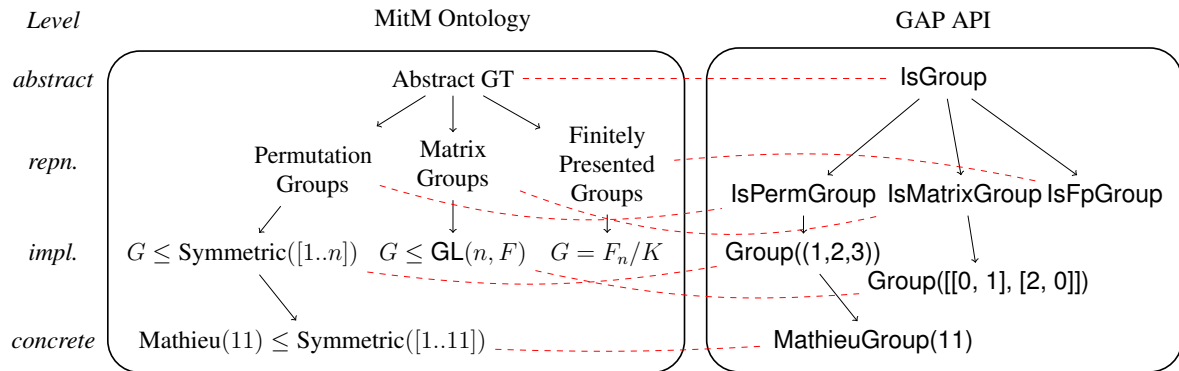 Level MitM Ontology GAP API
abstract Abstract GT IsGroup
repn. Permutation Groups Matrix Groups Finitely Presented Groups
IsPermGroup IsMatrixGroup IsFpGroup
impl. G ≤ Symmetric([1..n]) G ≤ GL(n, F) G = Fₙ/K Group((1,2,3))
Group([[0, 1], [2, 0]])
concrete Mathieu(11) ≤ Symmetric([1..11]) MathieuGroup(11)